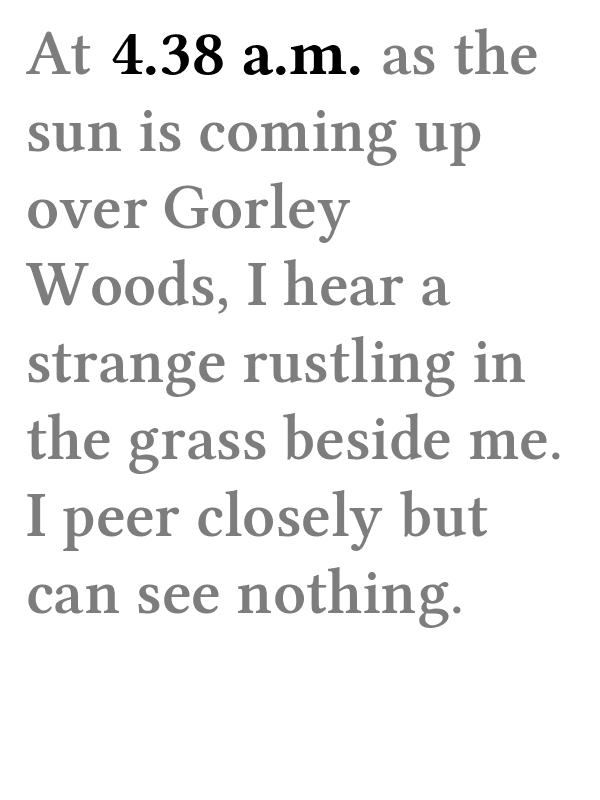 At 4.38 a.m. as the
sun is coming up
over Gorley
Woods, I hear a
strange rustling in
the grass beside me.
I peer closely but
can see nothing.